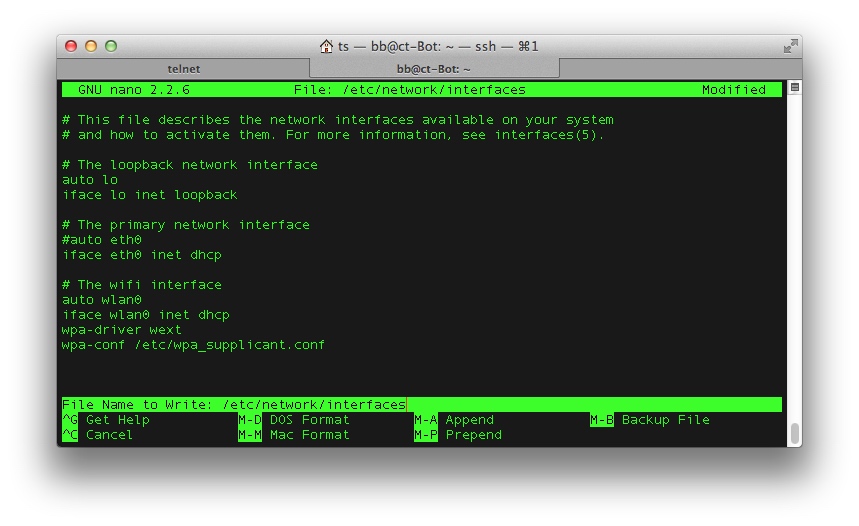 ts — bb@ct-Bot: ~ — ssh — ⌘1
telnet
bb@ct-Bot: ~
GNU nano 2.2.6 File: /etc/network/interfaces Modified
# This file describes the network interfaces available on your system
# and how to activate them. For more information, see interfaces(5).
# The loopback network interface
auto lo
iface lo inet loopback
# The primary network interface
#auto eth0
iface eth0 inet dhcp
# The wifi interface
auto wlan0
iface wlan0 inet dhcp
wpa-driver wext
wpa-conf /etc/wpa_supplicant.conf
File Name to Write: /etc/network/interfaces
^G Get Help M-D DOS Format M-A Append M-B Backup File
^C Cancel M-M Mac Format M-P Prepend